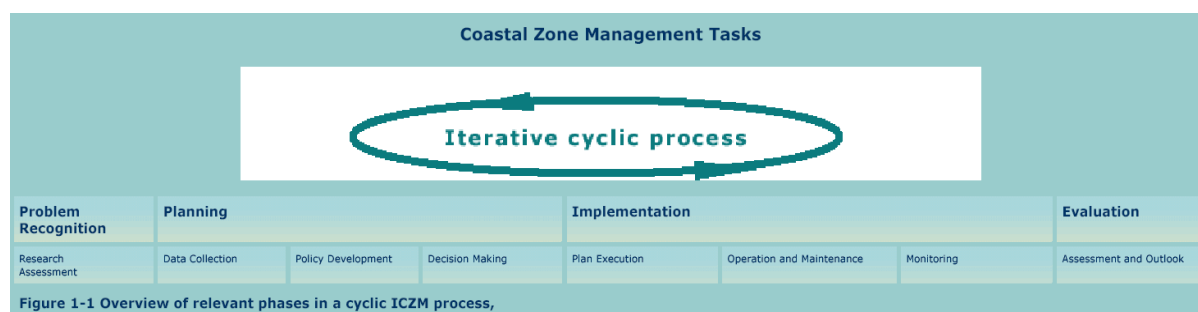 Coastal Zone Management Tasks
Iterative cyclic process
Problem
Recognition
Planning
Implementation
Evaluation
Research
Assessment
Data Collection
Policy Development
Decision Making
Plan Execution
Operation and Maintenance
Monitoring
Assessment and Outlook
Figure 1-1 Overview of relevant phases in a cyclic ICZM process,